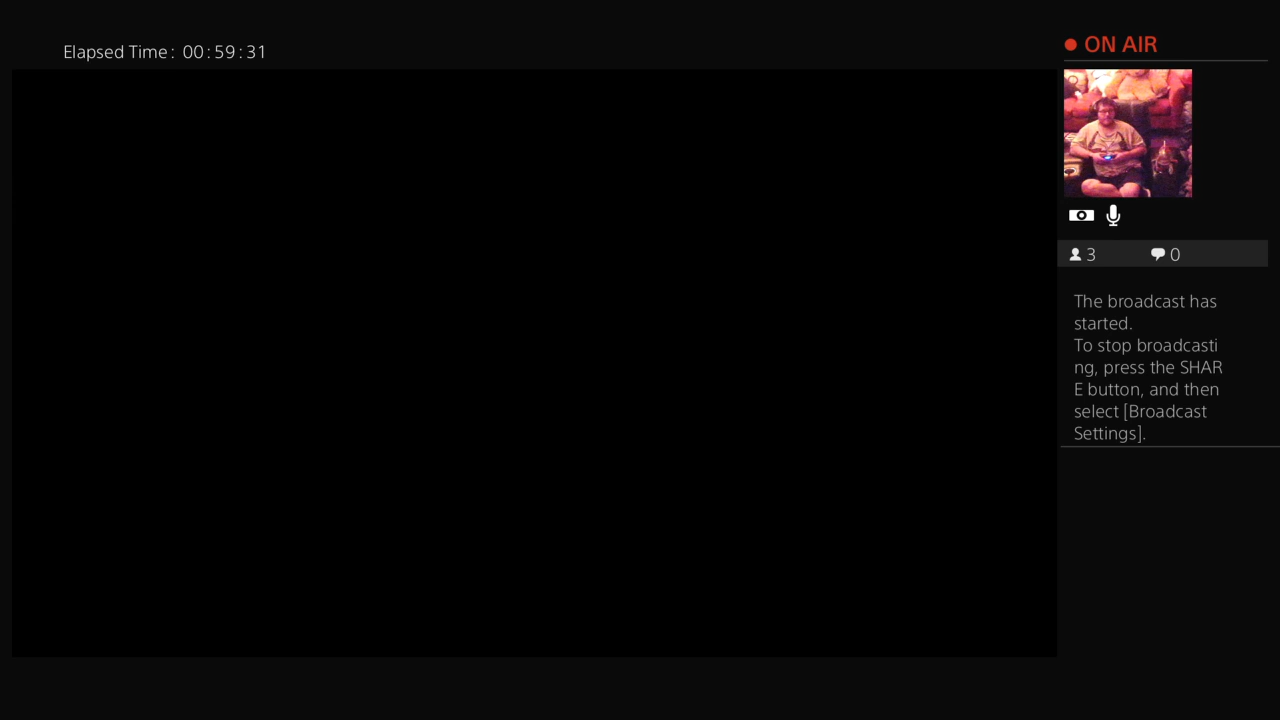 Elapsed Time: 00:59:31
ON AIR
3 0
The broadcast has
started.
To stop broadcasti
ng, press the SHAR
E button, and then
select [Broadcast
Settings].